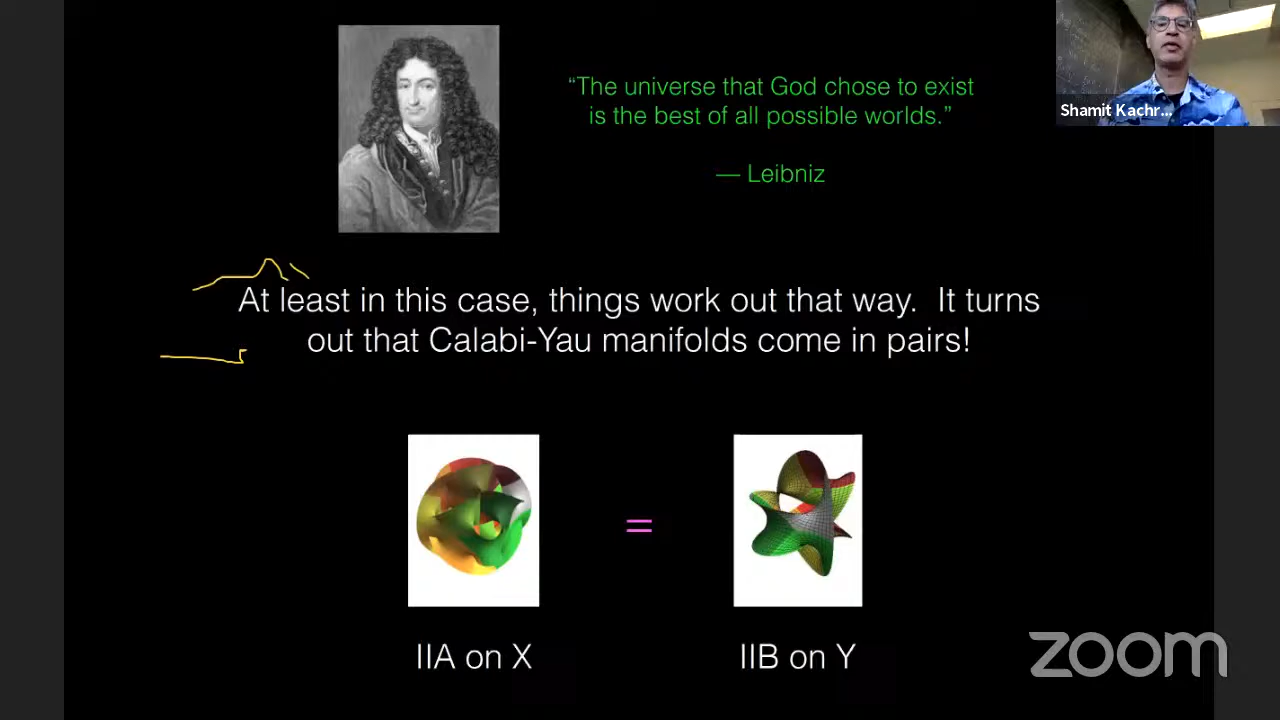 “The universe that God chose to exist
is the best of all possible worlds.”
— Leibniz
Shamit Kachr...
At least in this case, things work out that way. It turns
out that Calabi-Yau manifolds come in pairs!
=
IIA on X
IIB on Y
zoom